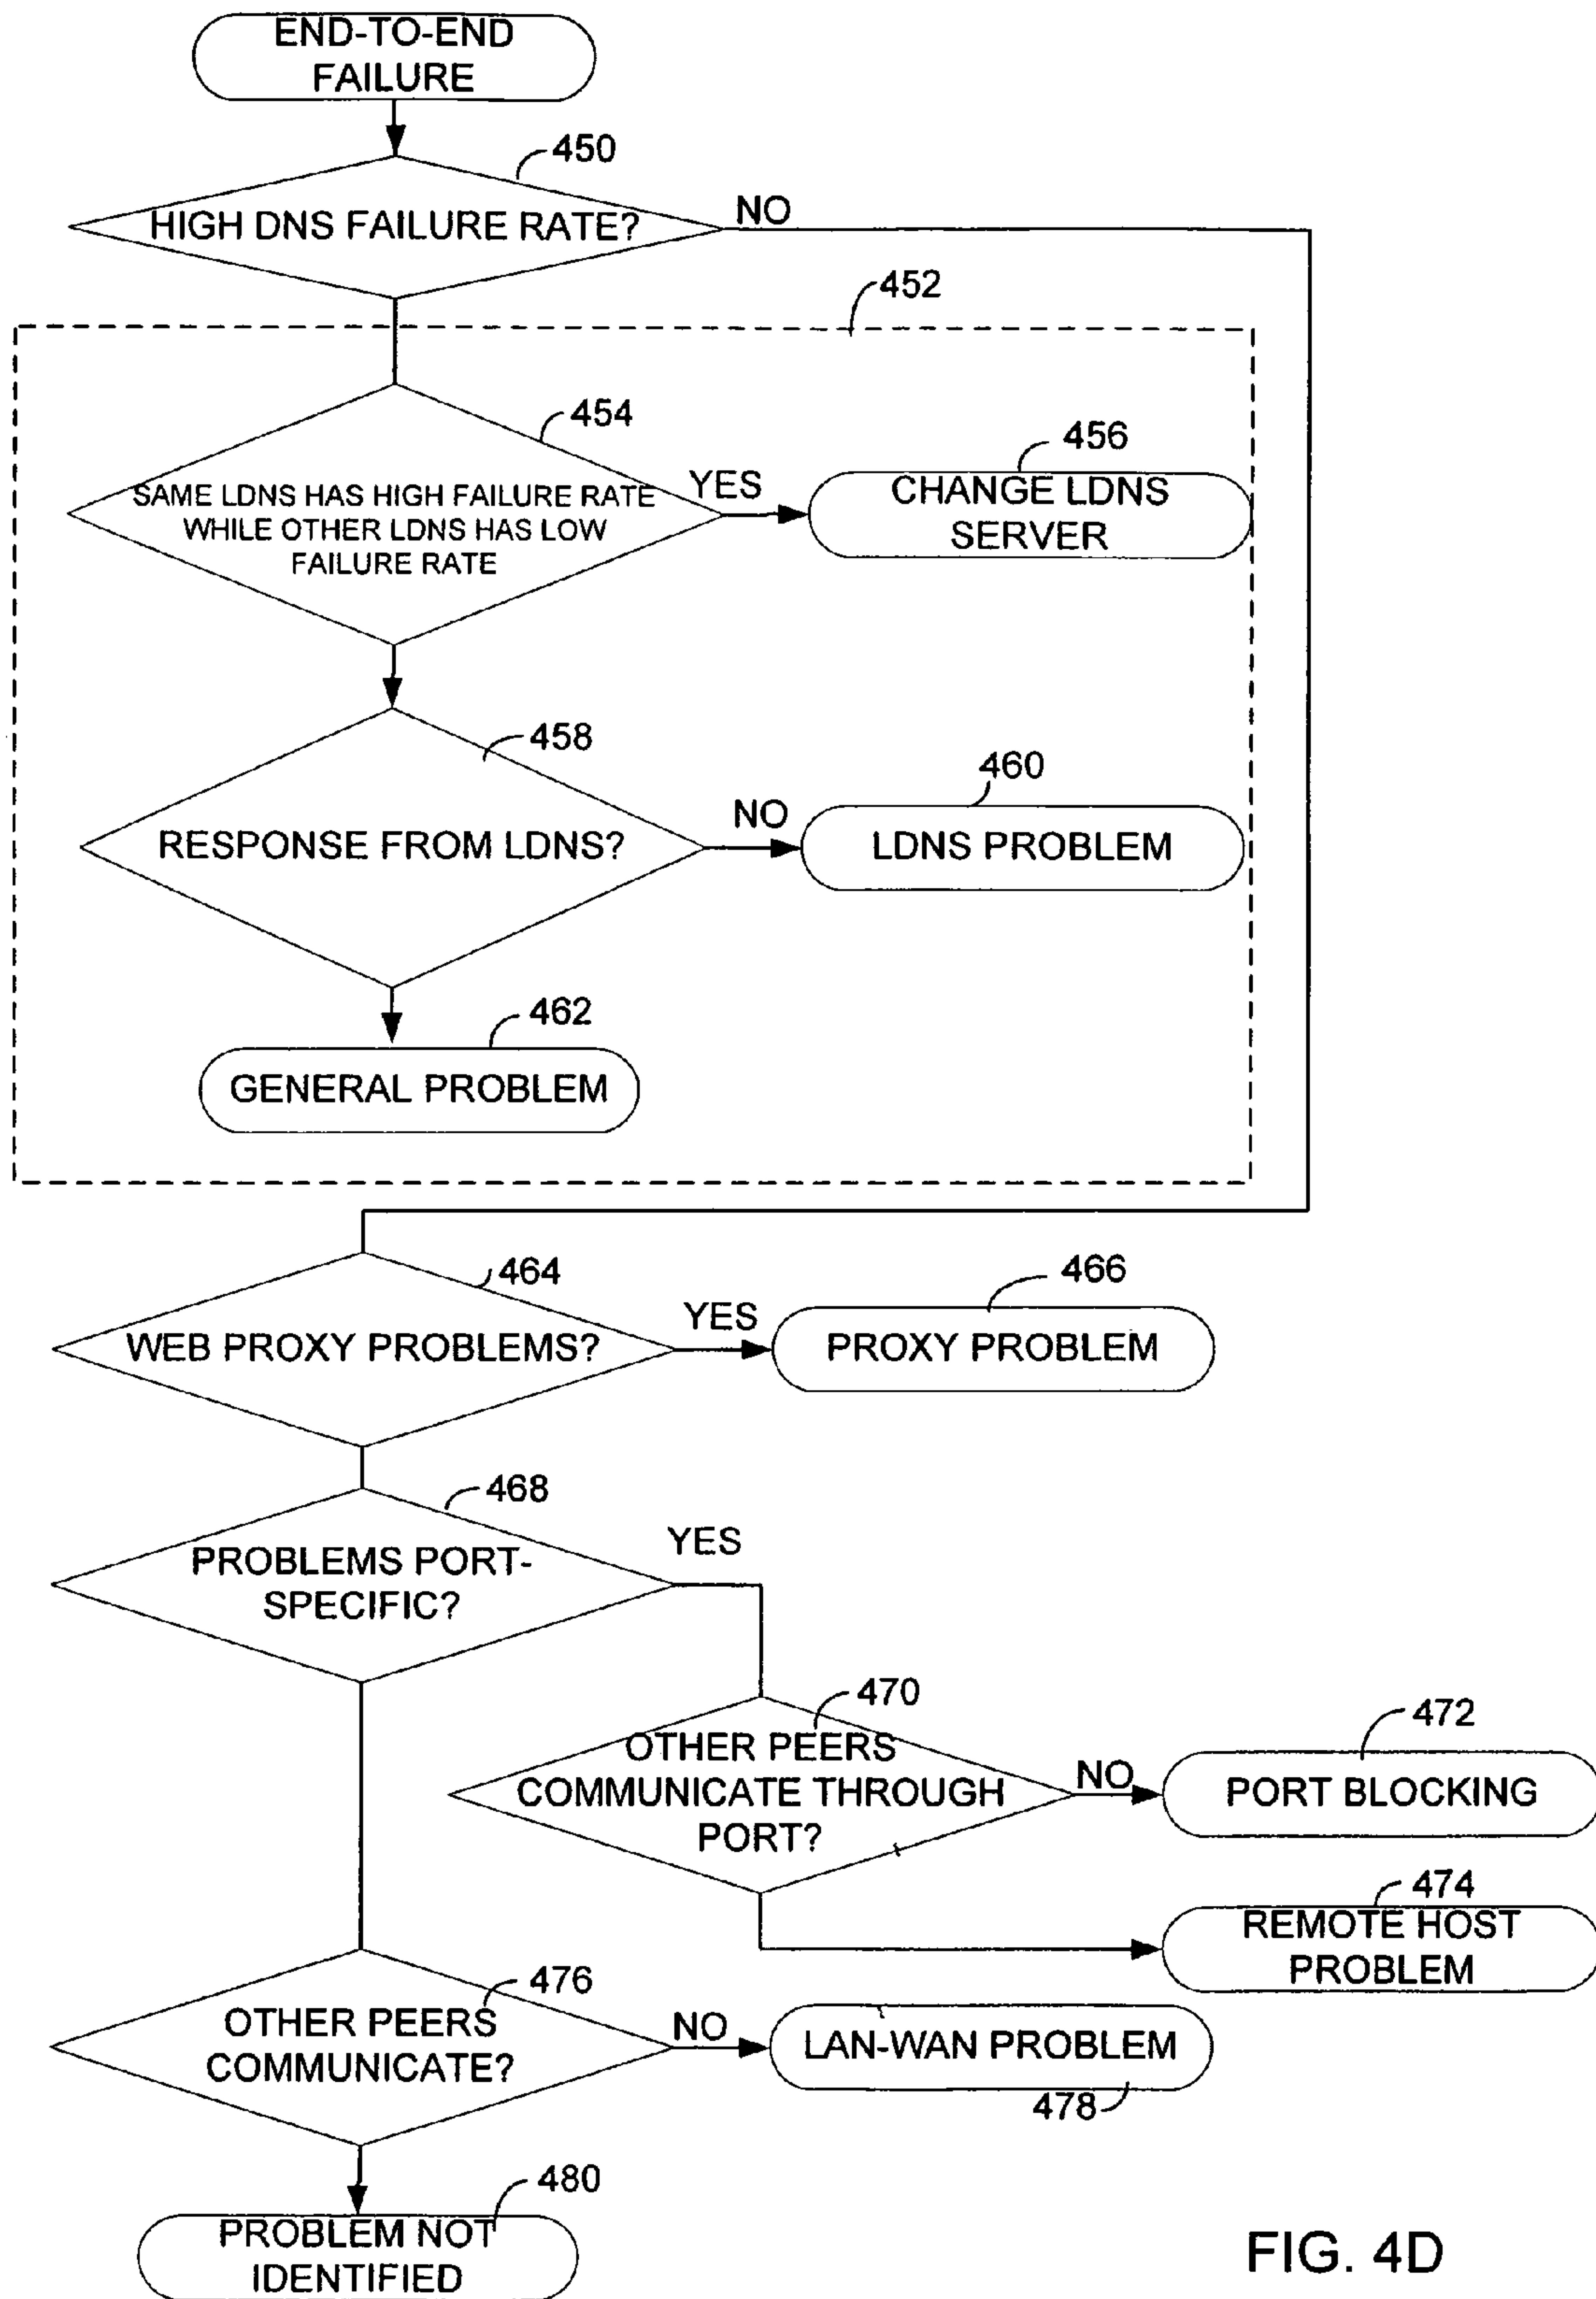 END-TO-END
FAILURE
450
HIGH DNS FAILURE RATE?
NO
452
454
SAME LDNS HAS HIGH FAILURE RATE
WHILE OTHER LDNS HAS LOW
FAILURE RATE
YES
456
CHANGE LDNS
SERVER
458
RESPONSE FROM LDNS?
NO
460
LDNS PROBLEM
462
GENERAL PROBLEM
464
WEB PROXY PROBLEMS?
YES
466
PROXY PROBLEM
468
PROBLEMS PORT-
SPECIFIC?
YES
470
OTHER PEERS
COMMUNICATE THROUGH
PORT?
NO
472
PORT BLOCKING
474
REMOTE HOST
PROBLEM
476
OTHER PEERS
COMMUNICATE?
NO
LAN-WAN PROBLEM
478
480
PROBLEM NOT
IDENTIFIED
FIG. 4D